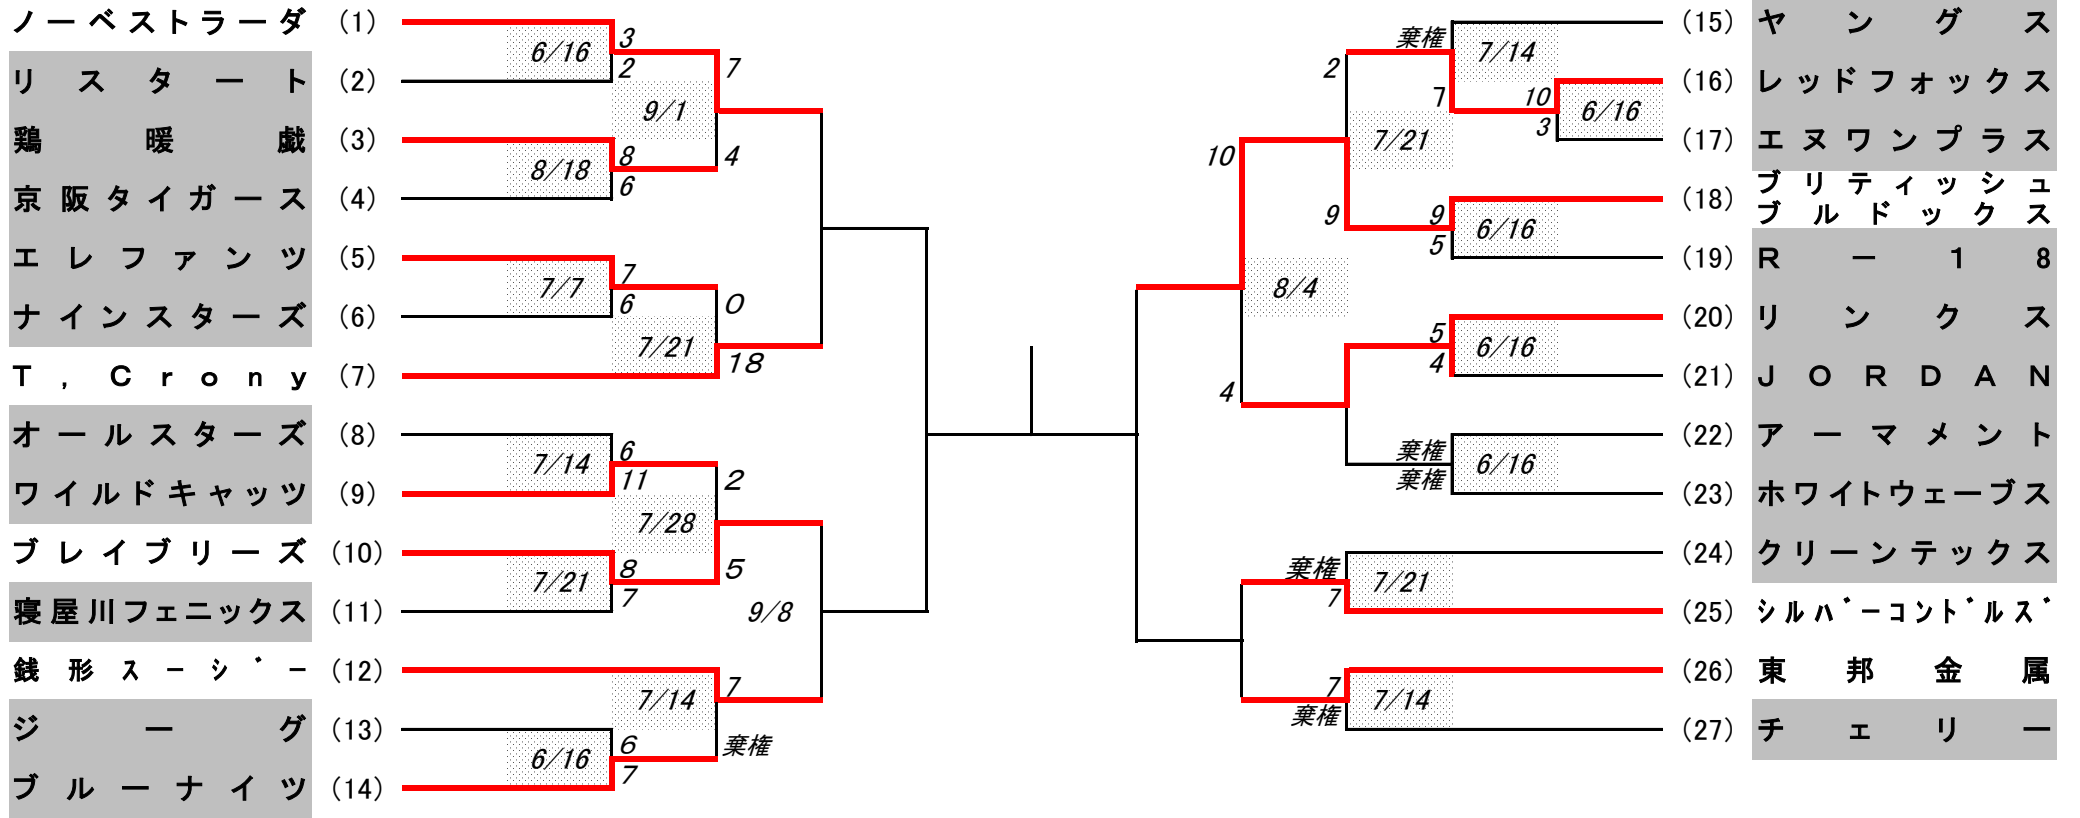 ノーベストラーダ (1)
3
6/16
2
リスタート (2)
7
9/1
鶏暖戯 (3)
8
4
8/18
6
京阪タイガース (4)
エレファンツ (5)
7
7/7
6
0
ナインスターズ (6)
7/21
18
T，Crony (7)
オールスターズ (8)
6
7/14
11
2
ワイルドキャッツ (9)
7/28
ブレイブリーズ (10)
8
5
7/21
7
寝屋川フェニックス (11)
9/8
銭形スージー (12)
7
7/14
ジーグ (13)
6
棄権
6/16
7
ブルーナイツ (14)
(15) ヤングス
棄権
7/14
2
7
10
(16) レッドフォックス
6/16
3
7/21
(17) エヌワンプラス
10
(18) ブリティッシュ
ブルドックス
9
9
6/16
5
(19) R－18
8/4
(20) リンクス
5
6/16
4
(21) JORDAN
4
(22) アーマメント
棄権
6/16
棄権
(23) ホワイトウェーブス
(24) クリーンテックス
棄権
7/21
7
(25) シルバーコンドルズ
(26) 東邦金属
7
7/14
棄権
(27) チェリー